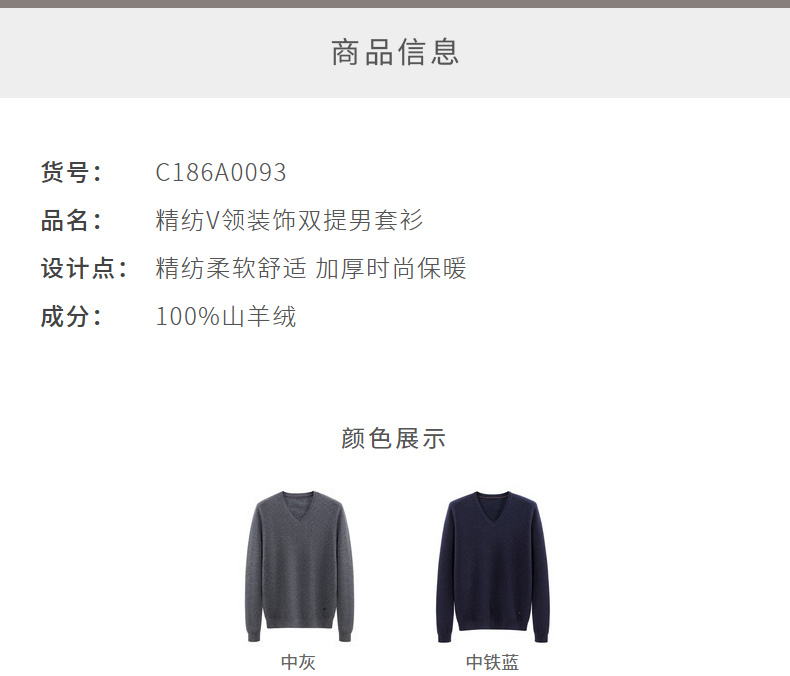 商品信息
货号： C186A0093
品名： 精纺V领装饰双提男套衫
设计点： 精纺柔软舒适 加厚时尚保暖
成分： 100%山羊绒
颜色展示
中灰 中铁蓝